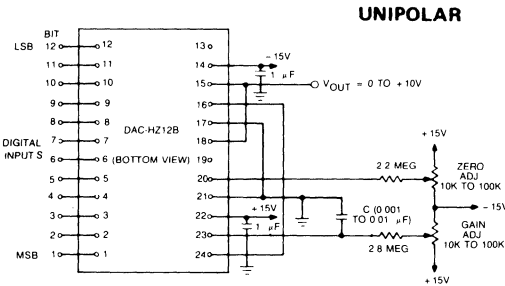 UNIPOLAR
BIT
LSB 12 12 13
11 11 14 - 15V
1 μF
10 10 15 VOUT = 0 TO + 10V
9 9 16
8 8 DAC-HZ12B 17
DIGITAL INPUTS
7 7 18
6 6 (BOTTOM VIEW) 19
5 5 20 2 2 MEG
4 4 21
3 3 22 + 15V
1 μF
2 2 23 2 8 MEG
MSB 1 1 24
C (0 001
TO 0 01 μF)
+ 15V
ZERO
ADJ
10K TO 100K
- 15V
GAIN
ADJ
10K TO 100K
+ 15V